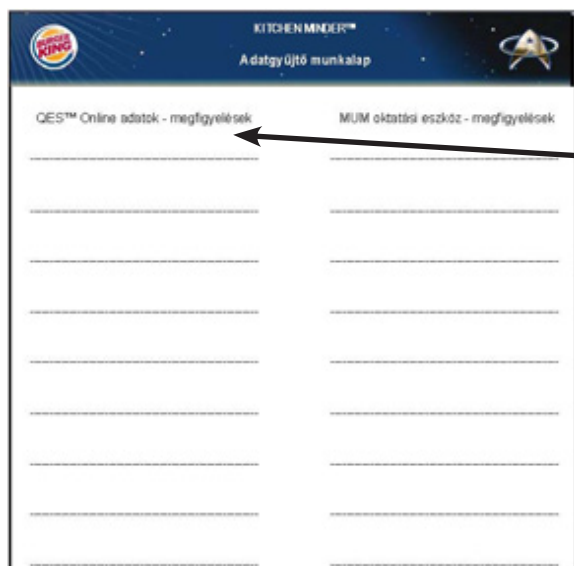 BURGER KING
KITCHEN MINDER™
Adatgyűjtő munkalap
QES™ Online adatok - megfigyelések
MUM oktatási eszköz - megfigyelések